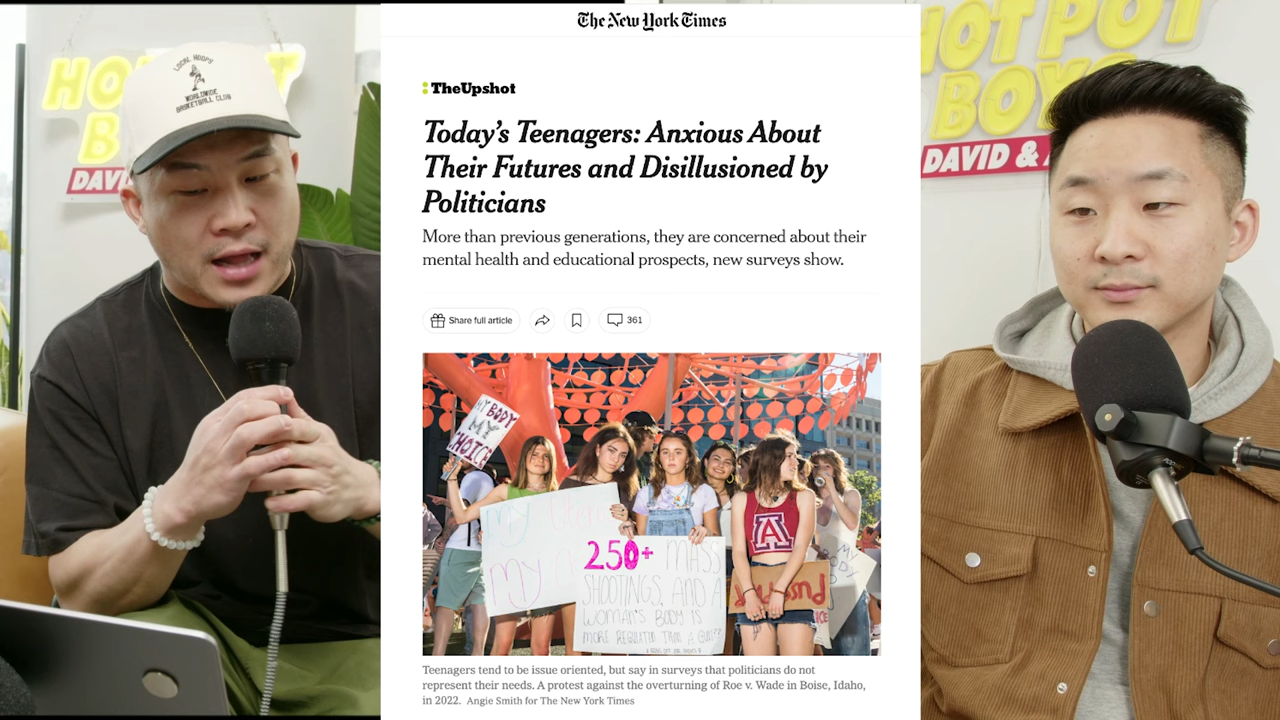 HOT POT
B
DAVID
LOCAL HOOPS
WORLDWIDE
BASKETBALL CLUB
The New York Times
TheUpshot
Today's Teenagers: Anxious About
Their Futures and Disillusioned by
Politicians
More than previous generations, they are concerned about their
mental health and educational prospects, new surveys show.
Share full article
361
MY BODY
MY
CHOICE
my
my
250+ MASS
SHOOTINGS, AND A
WOMAN'S BODY IS
MORE REGULATED THAN A GUN??
A
Teenagers tend to be issue oriented, but say in surveys that politicians do not
represent their needs. A protest against the overturning of Roe v. Wade in Boise, Idaho,
in 2022. Angie Smith for The New York Times
HOT POT
BOYS
DAVID & A